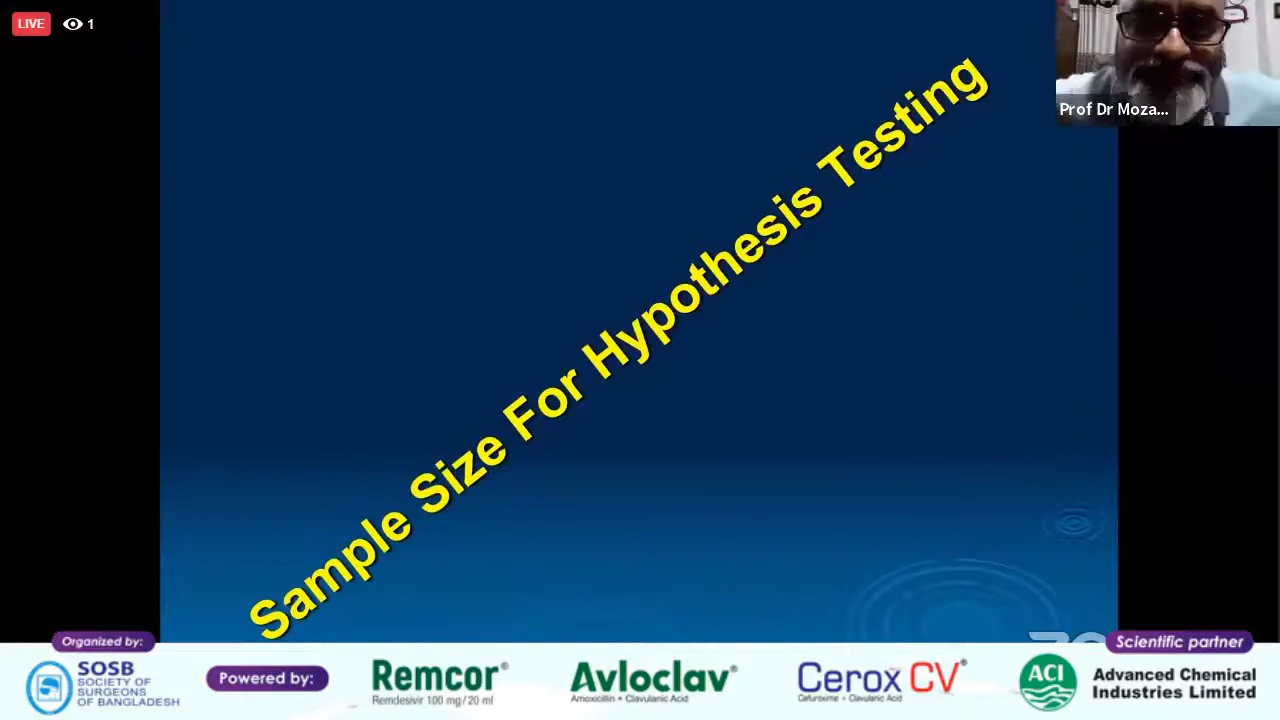 LIVE 1
Prof Dr Moza...
Sample Size For Hypothesis Testing
Organized by:
SOSB
SOCIETY OF
SURGEONS
OF BANGLADESH
Powered by:
Remcor®
Remdesivir 100 mg/20 ml
Avloclav®
Amoxicillin + Clavulanic Acid
Cerox CV®
Cefuroxime + Clavulanic Acid
Scientific partner
ACI
Advanced Chemical
Industries Limited